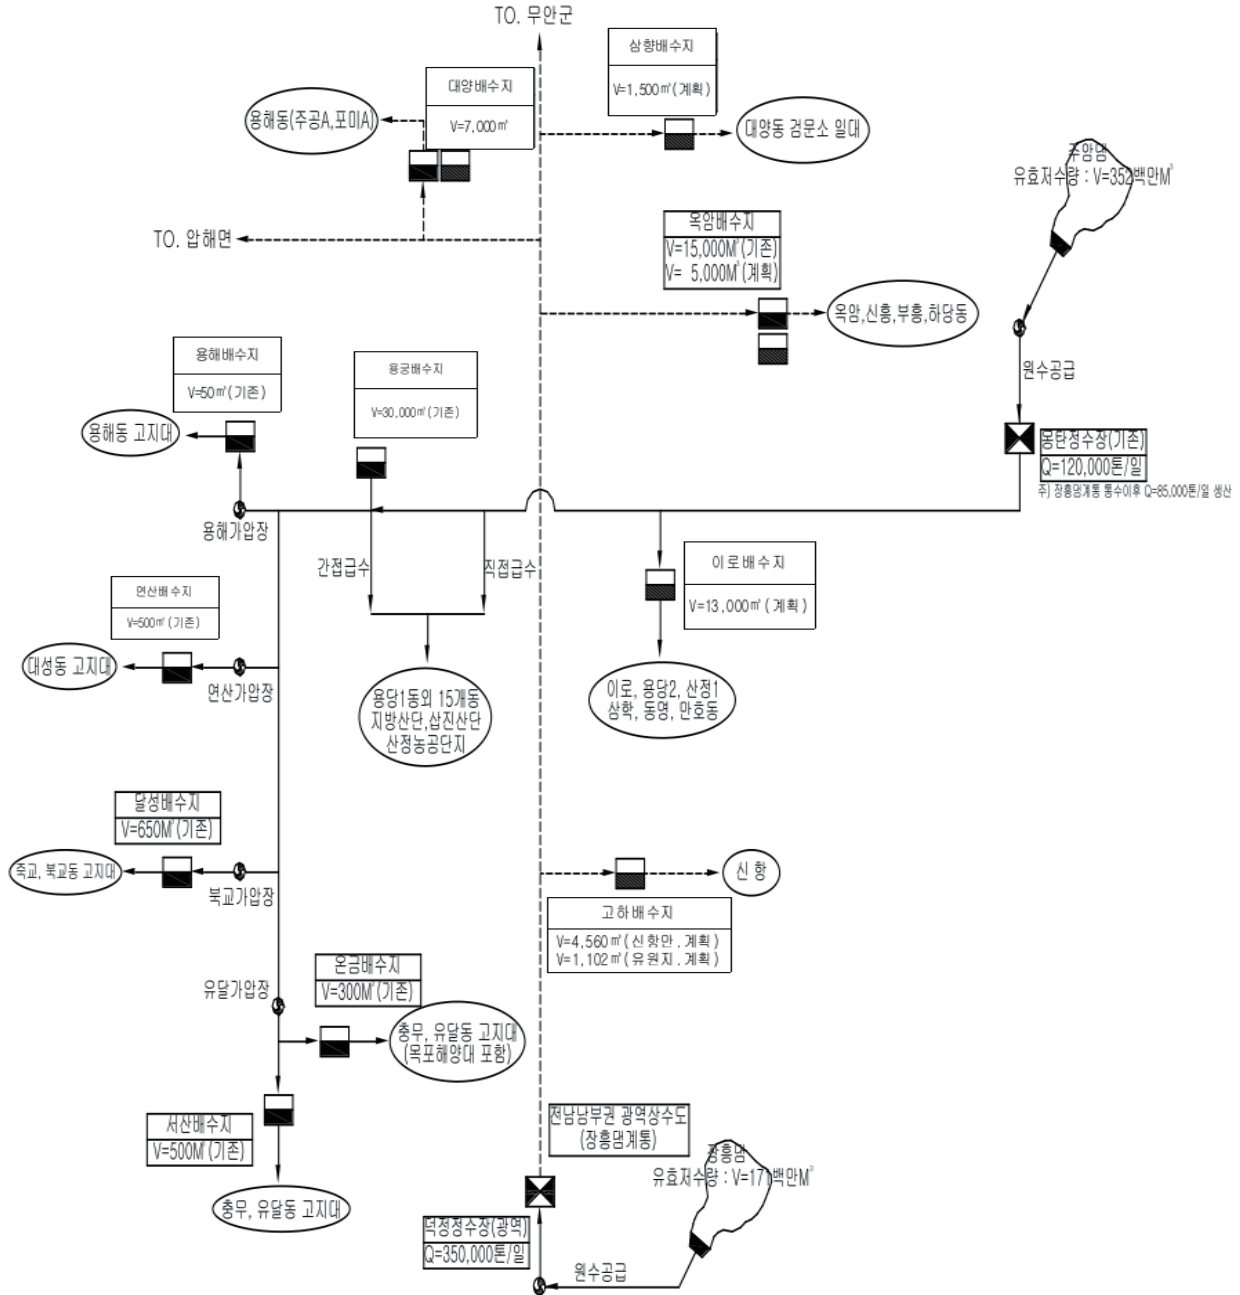 TO. 무안군
삼향배수지
V=1,500㎥(계획)
대양배수지
V=7,000㎥
용해동(주공A,포미A)
대양동 검문소 일대
주암댐
유효저수량 : V=352백만M³
TO. 압해면
옥암배수지
V=15,000M³(기존)
V= 5,000M³(계획)
옥암,신흥,부흥,하당동
원수공급
용해배수지
V=50㎥(기존)
용궁배수지
V=30,000㎥(기존)
용해동 고지대
몽탄정수장(기존)
Q=120,000톤/일
주) 장흥댐계통 통수이후 Q=85,000톤/일 생산
용해가압장
간접급수
직접급수
이로배수지
V=13,000㎥(계획)
연산배수지
V=500㎥(기존)
대성동 고지대
연산가압장
용당1동외 15개동
지방산단,삽진산단
산정농공단지
이로, 용당2, 산정1
삼학, 동명, 만호동
달성배수지
V=650M³(기존)
죽교, 북교동 고지대
북교가압장
신 항
고하배수지
V=4,560㎥(신항만.계획)
V=1,102㎥(유원지.계획)
온금배수지
V=300M³(기존)
유달가압장
충무, 유달동 고지대
(목포해양대 포함)
서산배수지
V=500M³(기존)
충무, 유달동 고지대
전남남부권 광역상수도
(장흥댐계통)
장흥댐
유효저수량 : V=171백만M³
덕정정수장(광역)
Q=350,000톤/일
원수공급